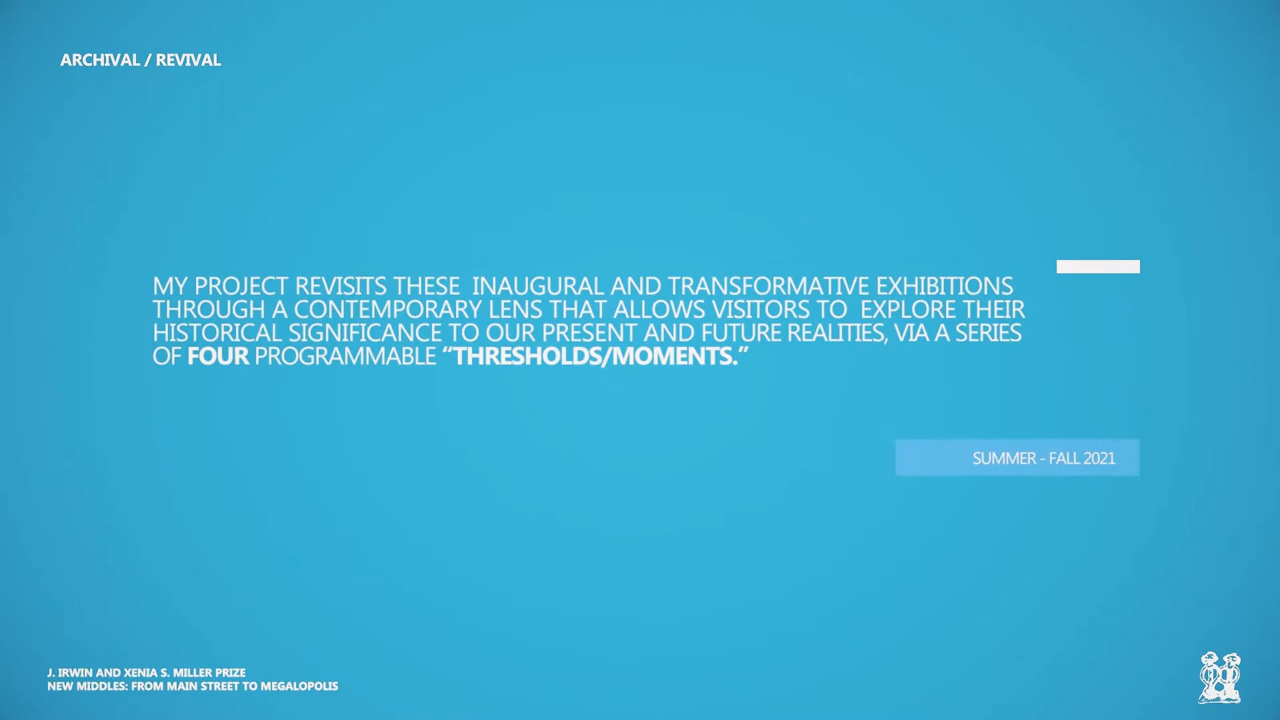 ARCHIVAL / REVIVAL
MY PROJECT REVISITS THESE INAUGURAL AND TRANSFORMATIVE EXHIBITIONS
THROUGH A CONTEMPORARY LENS THAT ALLOWS VISITORS TO EXPLORE THEIR
HISTORICAL SIGNIFICANCE TO OUR PRESENT AND FUTURE REALITIES, VIA A SERIES
OF FOUR PROGRAMMABLE “THRESHOLDS/MOMENTS.”
SUMMER - FALL 2021
J. IRWIN AND XENIA S. MILLER PRIZE
NEW MIDDLES: FROM MAIN STREET TO MEGALOPOLIS